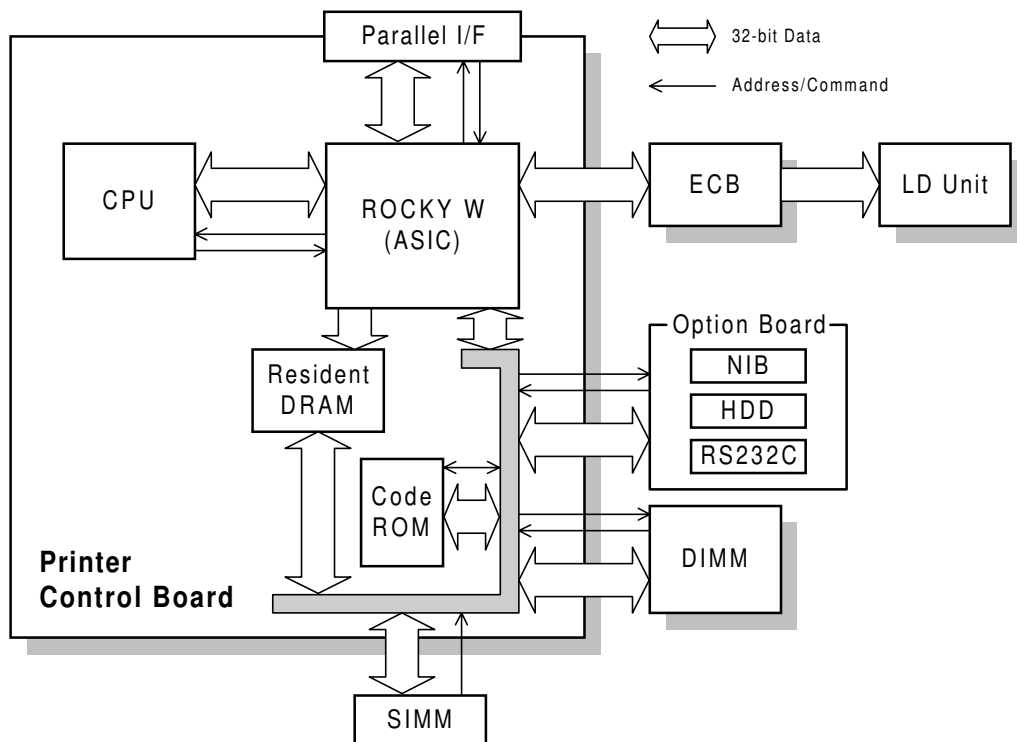 Parallel I/F
32-bit Data
Address/Command
CPU
ROCKY W
(ASIC)
ECB
LD Unit
Option Board
NIB
HDD
RS232C
Resident
DRAM
Code
ROM
DIMM
Printer
Control Board
SIMM